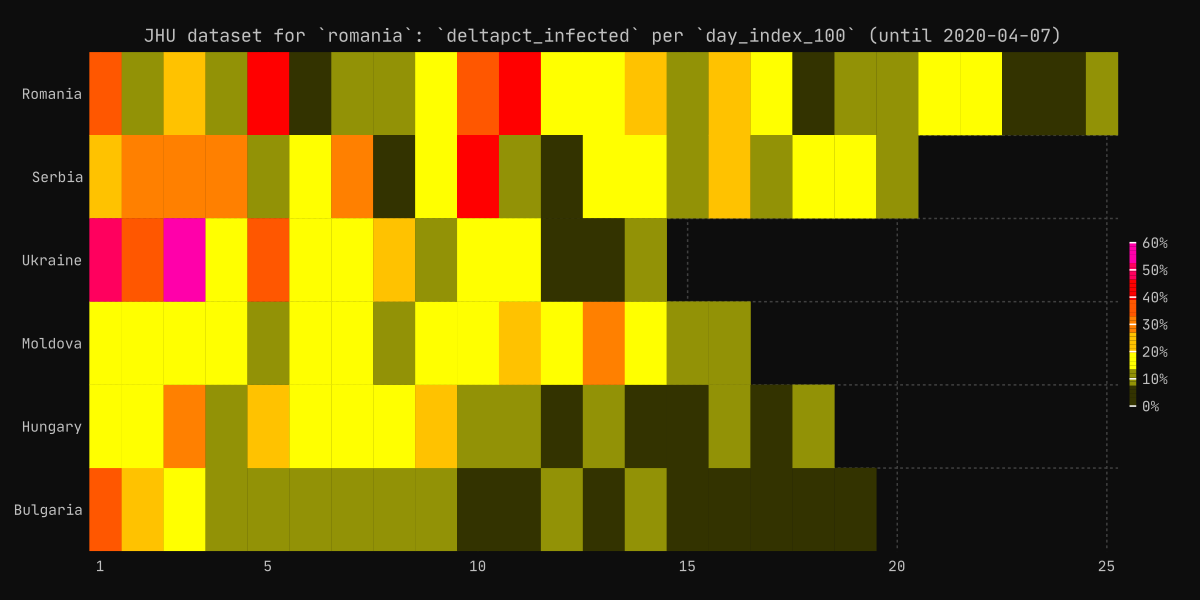 JHU dataset for `romania`: `deltapct_infected` per `day_index_100` (until 2020-04-07)
Romania
Serbia
Ukraine
Moldova
Hungary
Bulgaria
1 5 10 15 20 25
60%
50%
40%
30%
20%
10%
0%